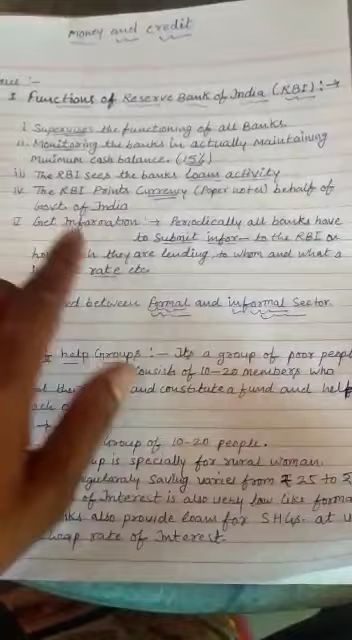 Money and credit
I Functions of Reserve Bank of India (RBI) :→
i. Supervises the functioning of all Banks
ii. Monitoring the banks in actually maintaining
Minimum cash balance. (15%)
iii The RBI sees the banks loans activity
iv. The RBI Prints Currency (Paper notes) behalf of
Govt. of India
V Get Information :→ Periodically all banks have
to Submit infor– to the RBI on
they are lending, to whom and what a
rate etc
between formal and informal Sector
help Groups :– Its a group of poor peopl
consists of 10-20 members who
and constitute a fund and help
→
Group of 10-20 people.
is specially for rural woman.
Saving varies from ₹ 25 to ₹
of Interest is also very low like forma
also provide loans for SHGs. at
cheap rate of Interest.